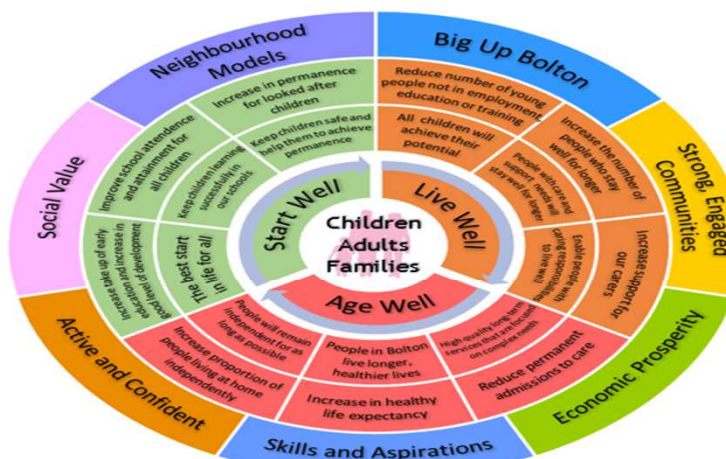 Neighbourhood
Models
Big Up Bolton
Strong, Engaged
Communities
Economic Prosperity
Skills and Aspirations
Active and Confident
Social Value
Increase in permanence
for looked after
children
Keep children safe and
help them to achieve
permanence
Improve school attendence
and attainment for
all children
Keep children learning
successfully in
our schools
Increase take up of early
education and increase in
good level of development
The best start
in life for all
Start Well
Reduce number of young
people not in employment,
education or training
All children will
achieve their
potential
Increase the number of
people who stay
well for longer
People with care and
support needs will
stay well for longer
Increase support for
our carers
Enable people with
caring responsibilities
to live well
Live Well
Children
Adults
Families
Age Well
People will remain
independent for as
long as possible
Increase proportion of
people living at home
independently
People in Bolton
live longer,
healthier lives
Increase in healthy
life expectancy
High quality long-term
services that are focused
on complex needs
Reduce permanent
admissions to care